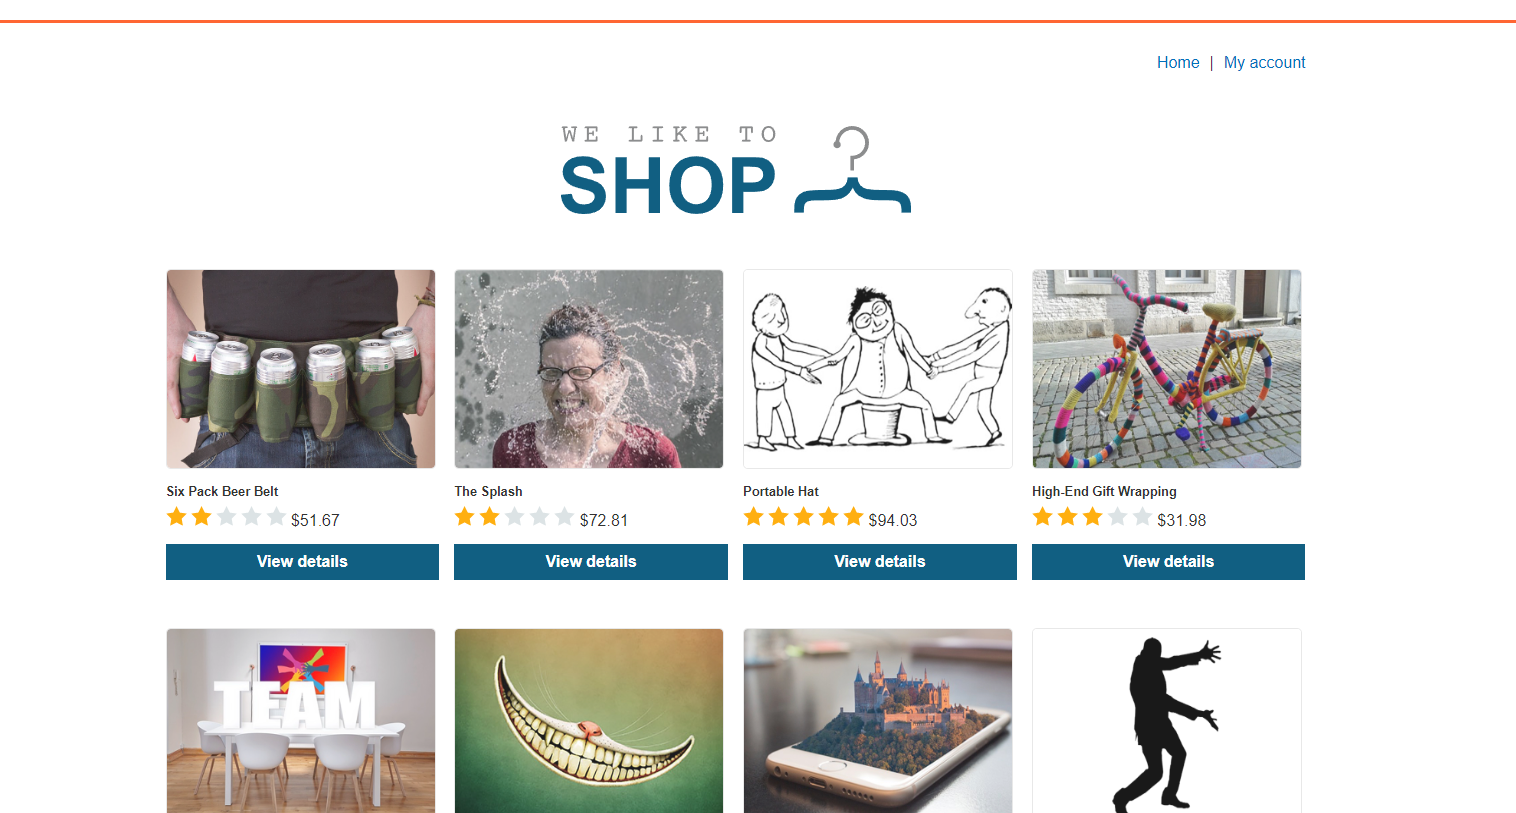 Home | My account
WE LIKE TO
SHOP
Six Pack Beer Belt
$51.67
View details
The Splash
$72.81
View details
Portable Hat
$94.03
View details
High-End Gift Wrapping
$31.98
View details
TEAM